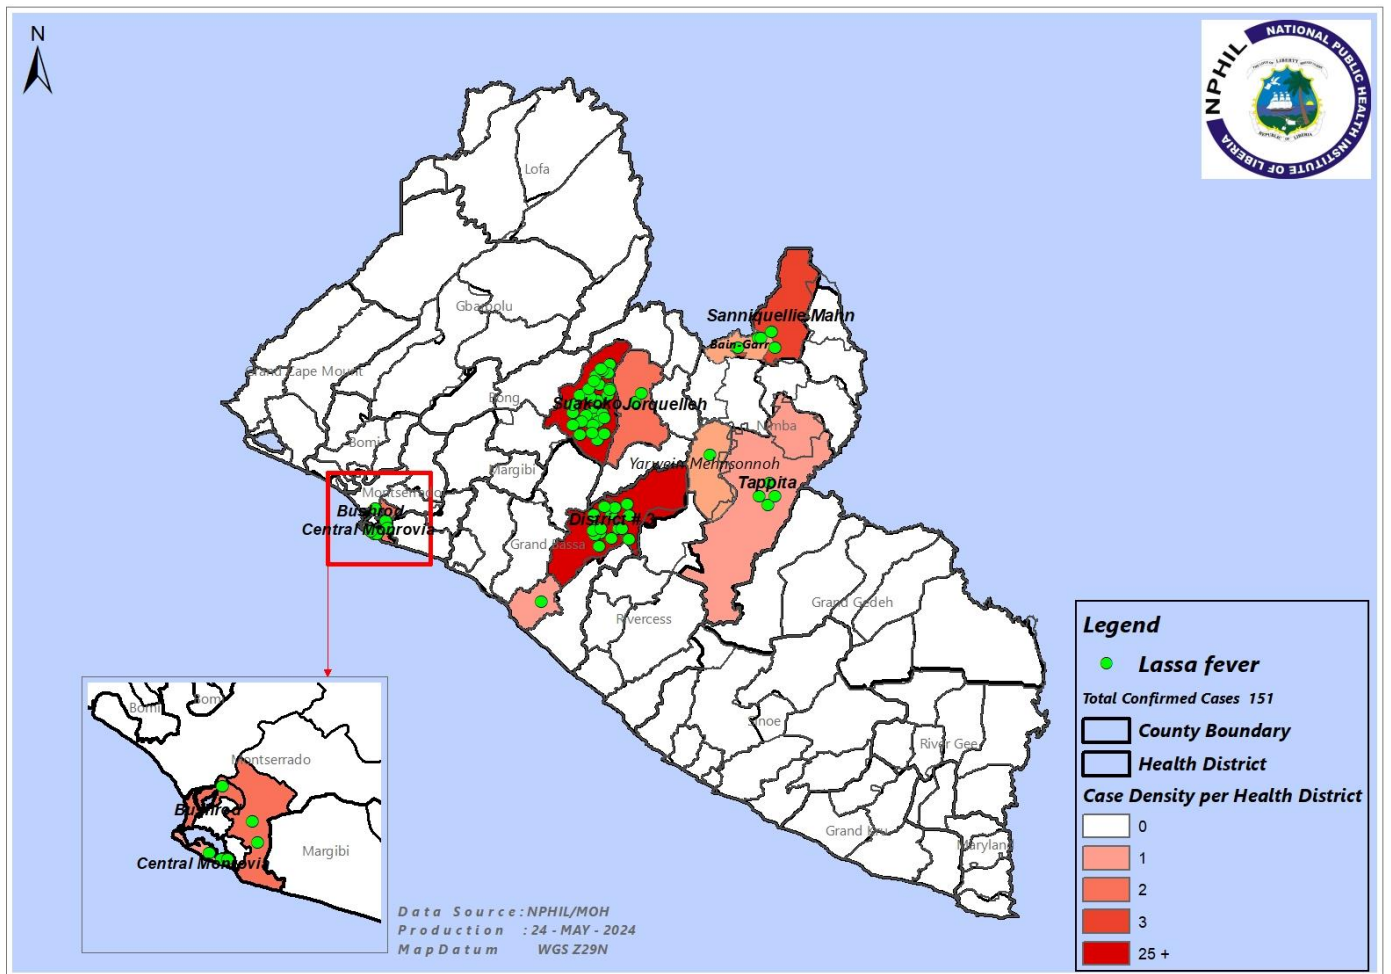 N
NPHIL
NATIONAL PUBLIC HEALTH
INSTITUTE OF LIBERIA
REPUBLIC OF LIBERIA
Lofa
Gbarpolu
Sanniquellie Mahn
Bain-Garr
Grand Cape Mount
Bong
Suakoko
Jorquelleh
Nimba
Bomi
Margibi
Yarwein Mehnsonnoh
Tappita
Montserrado
Bushrod
Central Monrovia
District # 3
Grand Bassa
Grand Gedeh
Rivercess
Sinoe
River Gee
Grand Kru
Maryland
Bomi
Bomi
Montserrado
Bushrod
Margibi
Central Monrovia
Data Source: NPHIL/MOH
Production : 24 - MAY - 2024
MapDatum WGS Z29N
Legend
Lassa fever
Total Confirmed Cases 151
County Boundary
Health District
Case Density per Health District
0
1
2
3
25 +